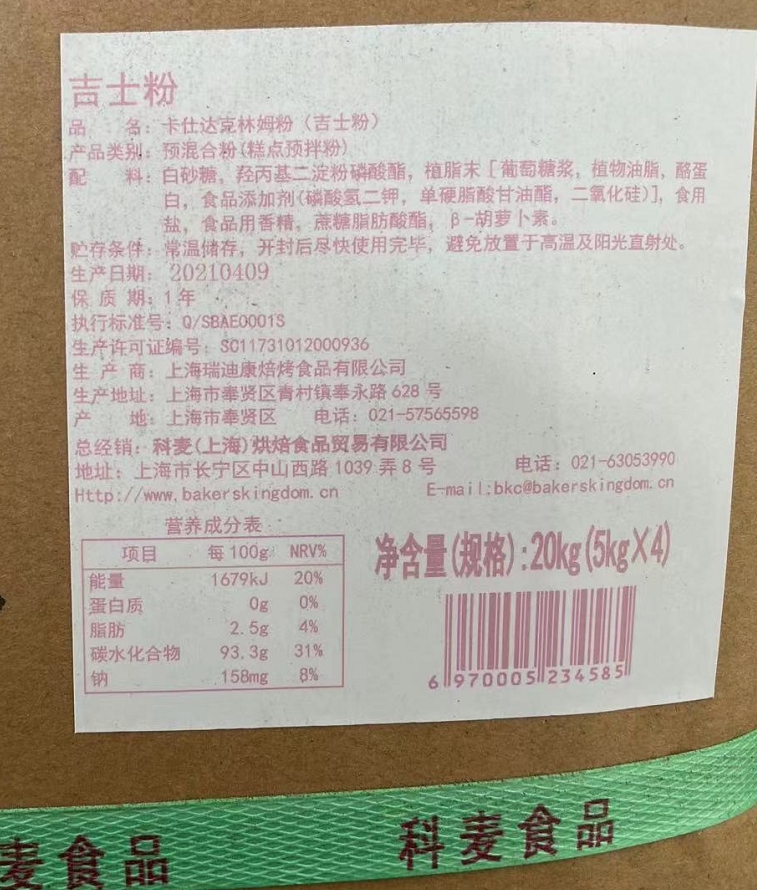 吉士粉
品 名：卡仕达克林姆粉（吉士粉）
产品类别：预混合粉(糕点预拌粉)
配 料：白砂糖，羟丙基二淀粉磷酸酯，植脂末［葡萄糖浆，植物油脂，酪蛋
白，食品添加剂(磷酸氢二钾，单硬脂酸甘油酯，二氧化硅)］，食用
盐，食品用香精，蔗糖脂肪酸酯，β-胡萝卜素。
贮存条件：常温储存，开封后尽快使用完毕，避免放置于高温及阳光直射处。
生产日期：20210409
保 质 期：1年
执行标准号：Q/SBAE0001S
生产许可证编号：SC11731012000936
生 产 商：上海瑞迪康焙烤食品有限公司
生产地址：上海市奉贤区青村镇奉永路 628 号
产 地：上海市奉贤区 电话：021-57565598
总经销：科麦(上海)烘焙食品贸易有限公司
地址：上海市长宁区中山西路 1039 弄 8 号 电话：021-63053990
Http://www.bakerskingdom.cn E-mail:bkc@bakerskingdom.cn
营养成分表
项目 每 100g NRV%
能量 1679kJ 20%
蛋白质 0g 0%
脂肪 2.5g 4%
碳水化合物 93.3g 31%
钠 158mg 8%
净含量(规格):20kg(5kg×4)
6 970005 234585
麦食品 科麦食品